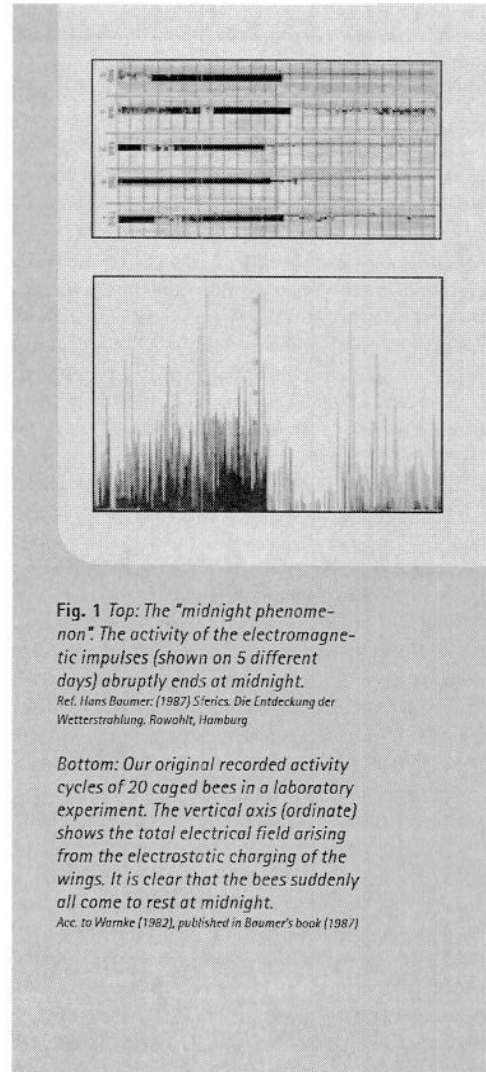 Fig. 1 Top: The "midnight phenome-
non". The activity of the electromagne-
tic impulses (shown on 5 different
days) abruptly ends at midnight.
Ref. Hans Baumer: (1987) Sferics. Die Entdeckung der
Wetterstrahlung. Rowohlt, Hamburg
Bottom: Our original recorded activity
cycles of 20 caged bees in a laboratory
experiment. The vertical axis (ordinate)
shows the total electrical field arising
from the electrostatic charging of the
wings. It is clear that the bees suddenly
all come to rest at midnight.
Acc. to Warnke (1982), published in Baumer's book (1987)